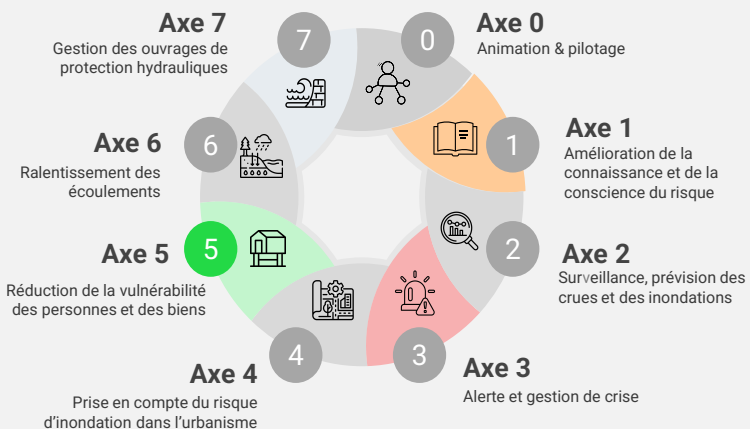 Axe 0
Animation & pilotage
0
Axe 1
Amélioration de la
connaissance et de la
conscience du risque
1
Axe 2
Surveillance, prévision des
crues et des inondations
2
Axe 3
Alerte et gestion de crise
3
Axe 4
Prise en compte du risque
d'inondation dans l'urbanisme
4
Axe 5
Réduction de la vulnérabilité
des personnes et des biens
5
Axe 6
Ralentissement des
écoulements
6
Axe 7
Gestion des ouvrages de
protection hydrauliques
7